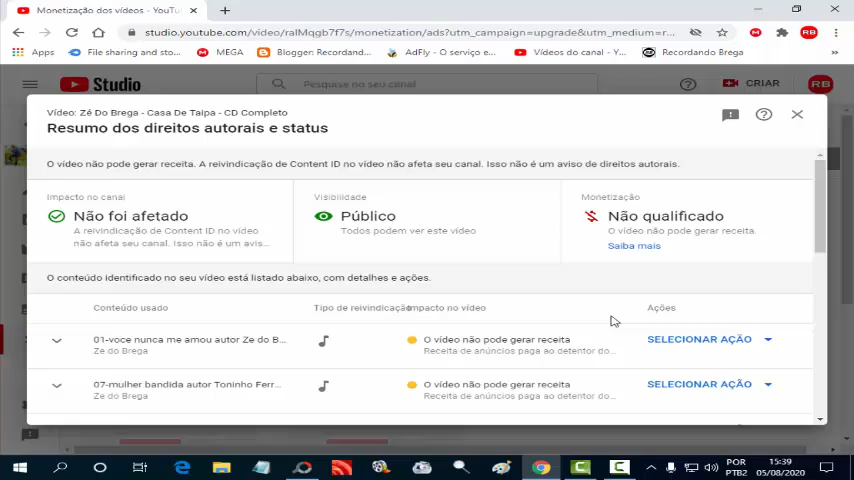 Monetização dos vídeos - YouTu
studio.youtube.com/video/ralMqgb7f7s/monetization/ads?utm_campaign=upgrade&utm_medium=r...
Apps
File sharing and sto...
MEGA
Blogger: Recordand...
AdFly - O serviço e...
Vídeos do canal - Y...
Recordando Brega
Studio
Pesquise no seu canal
CRIAR
RB
Vídeo: Zé Do Brega - Casa De Taipa - CD Completo
Resumo dos direitos autorais e status
O vídeo não pode gerar receita. A reivindicação de Content ID no vídeo não afeta seu canal. Isso não é um aviso de direitos autorais.
Impacto no canal
Não foi afetado
A reivindicação de Content ID no vídeo
não afeta seu canal. Isso não é um avis...
Visibilidade
Público
Todos podem ver este vídeo
Monetização
Não qualificado
O vídeo não pode gerar receita.
Saiba mais
O conteúdo identificado no seu vídeo está listado abaixo, com detalhes e ações.
Conteúdo usado
Tipo de reivindicação
Impacto no vídeo
Ações
01-voce nunca me amou autor Ze do B...
Ze do Brega
O vídeo não pode gerar receita
Receita de anúncios paga ao detentor do...
SELECIONAR AÇÃO
07-mulher bandida autor Toninho Ferr...
Ze do Brega
O vídeo não pode gerar receita
Receita de anúncios paga ao detentor do...
SELECIONAR AÇÃO
POR
PTB2
15:39
05/08/2020